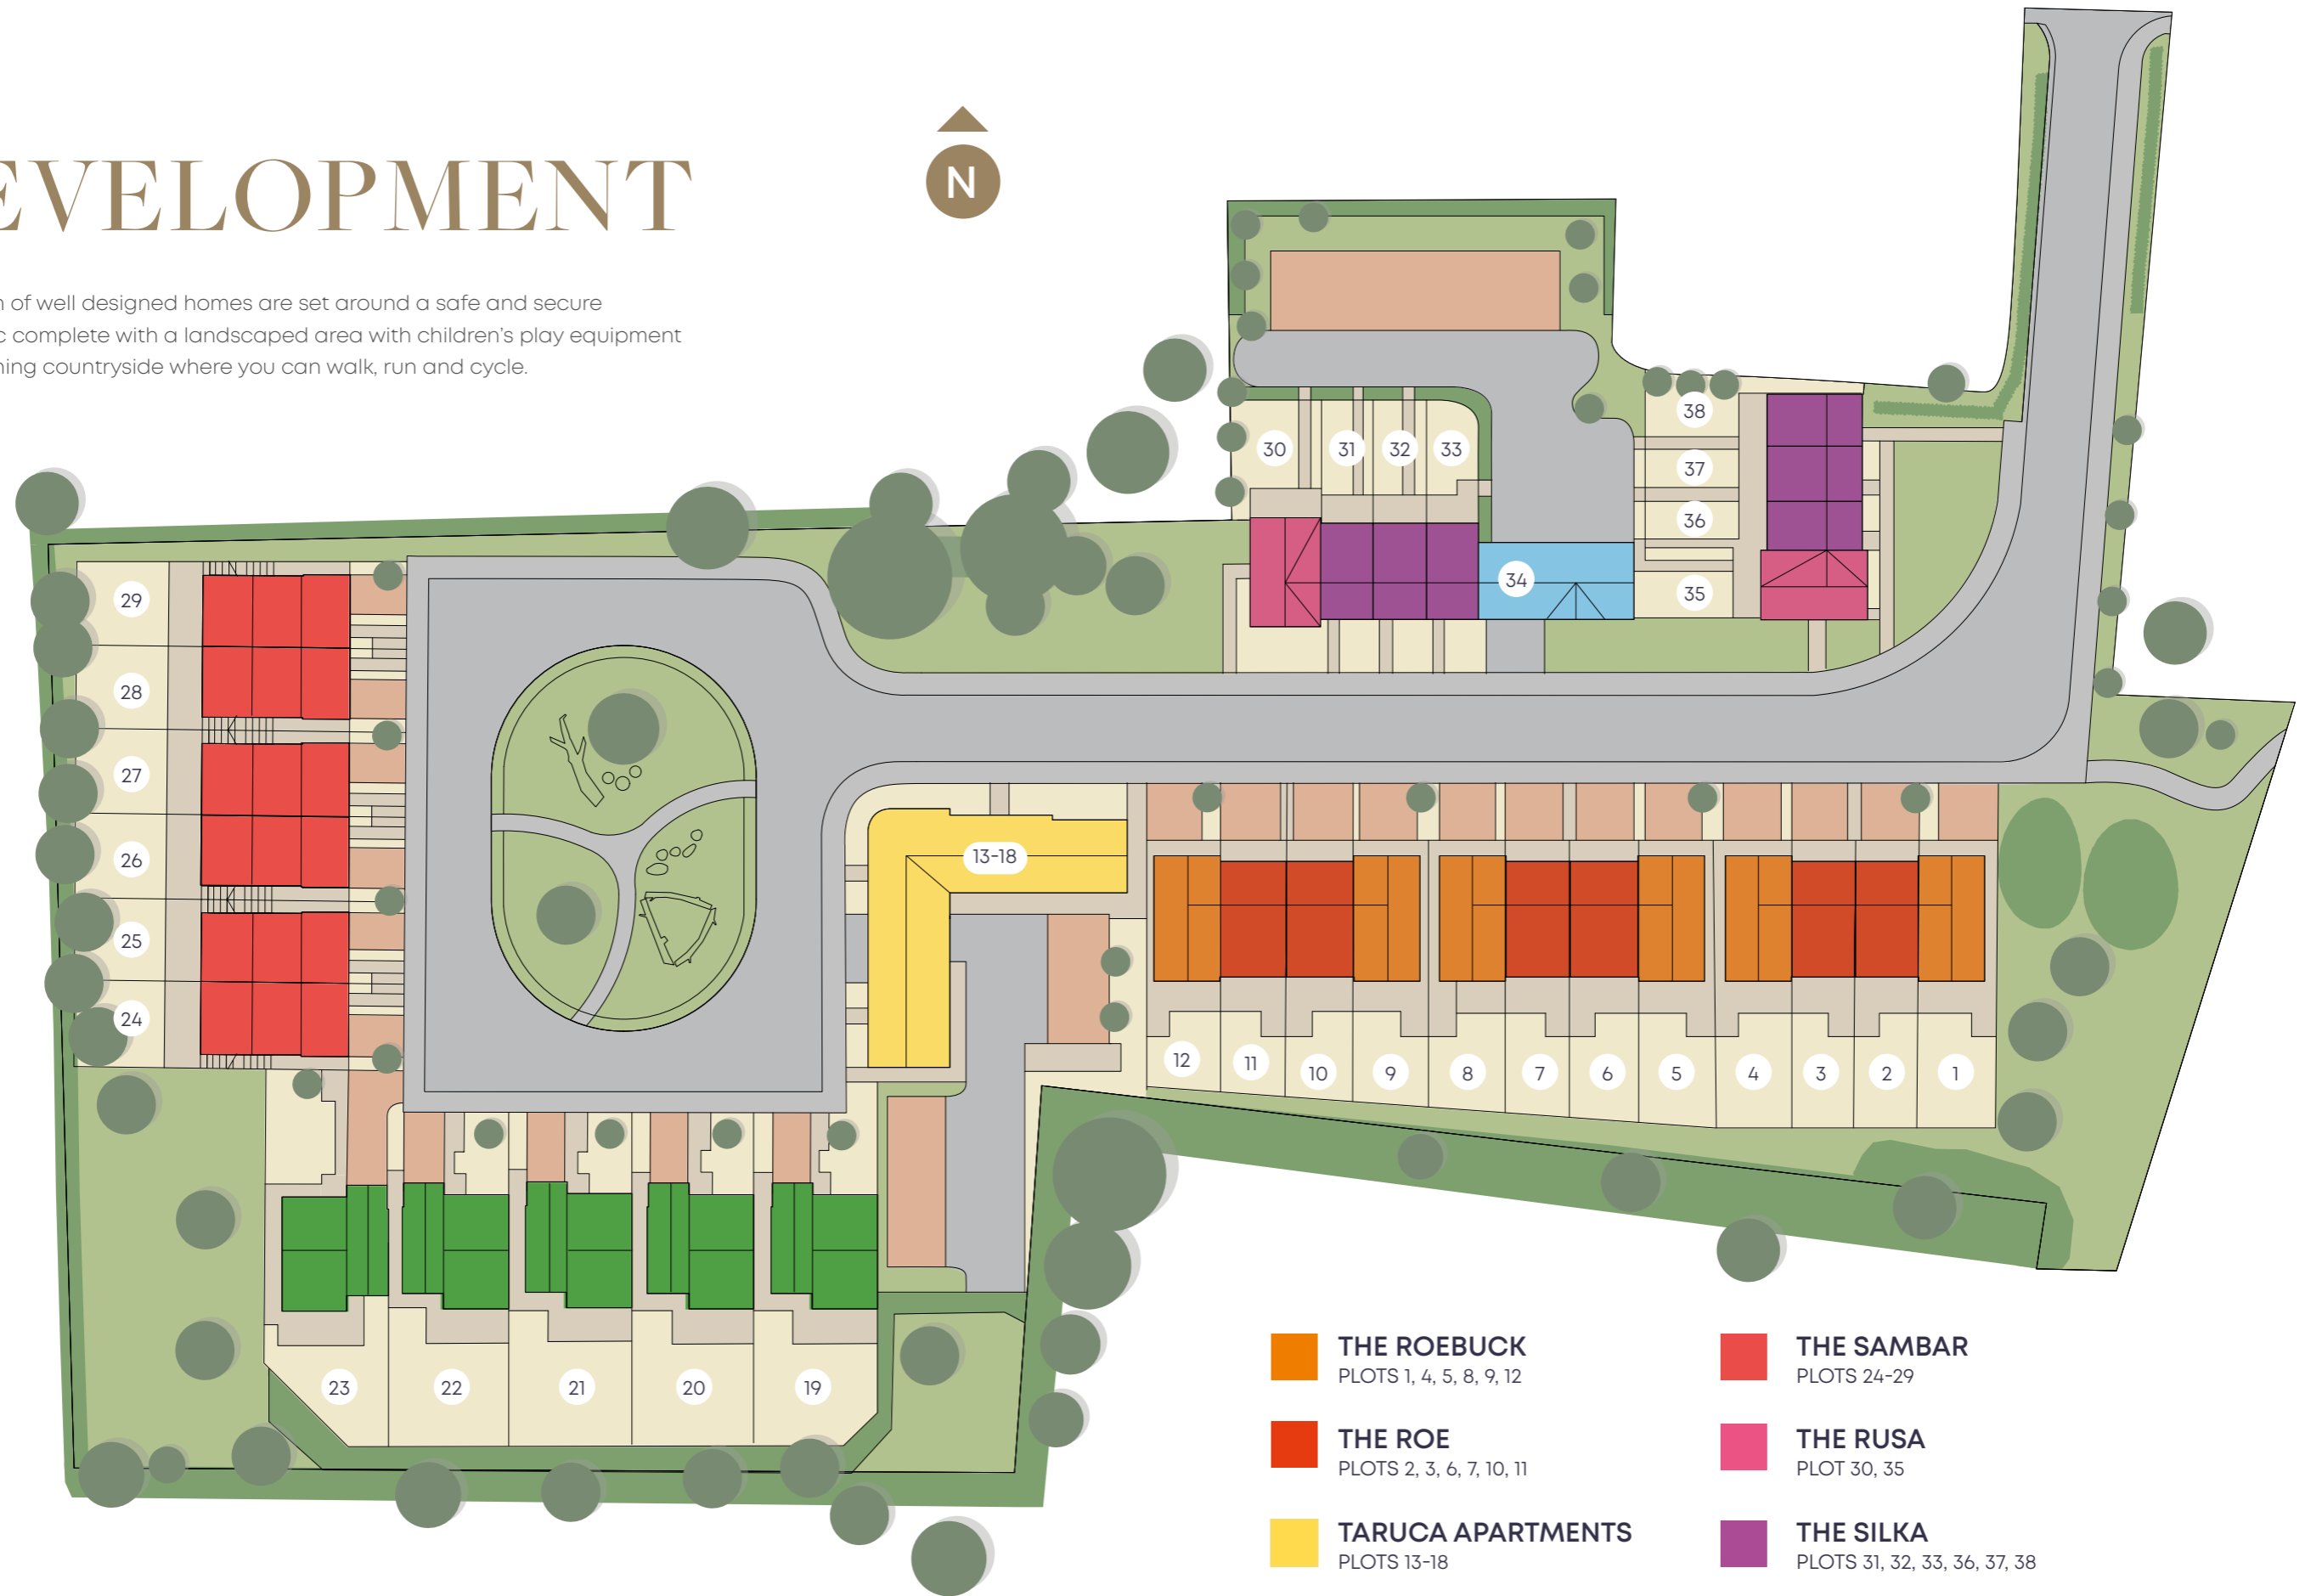 EVELOPMENT
N
of well designed homes are set around a safe and secure
complete with a landscaped area with children's play equipment
countryside where you can walk, run and cycle.
38
30
31
32
33
37
36
34
35
29
28
27
26
25
24
13-18
12
11
10
9
8
7
6
5
4
3
2
1
23
22
21
20
19
THE ROEBUCK
PLOTS 1, 4, 5, 8, 9, 12
THE SAMBAR
PLOTS 24-29
THE ROE
PLOTS 2, 3, 6, 7, 10, 11
THE RUSA
PLOT 30, 35
TARUCA APARTMENTS
PLOTS 13-18
THE SILKA
PLOTS 31, 32, 33, 36, 37, 38